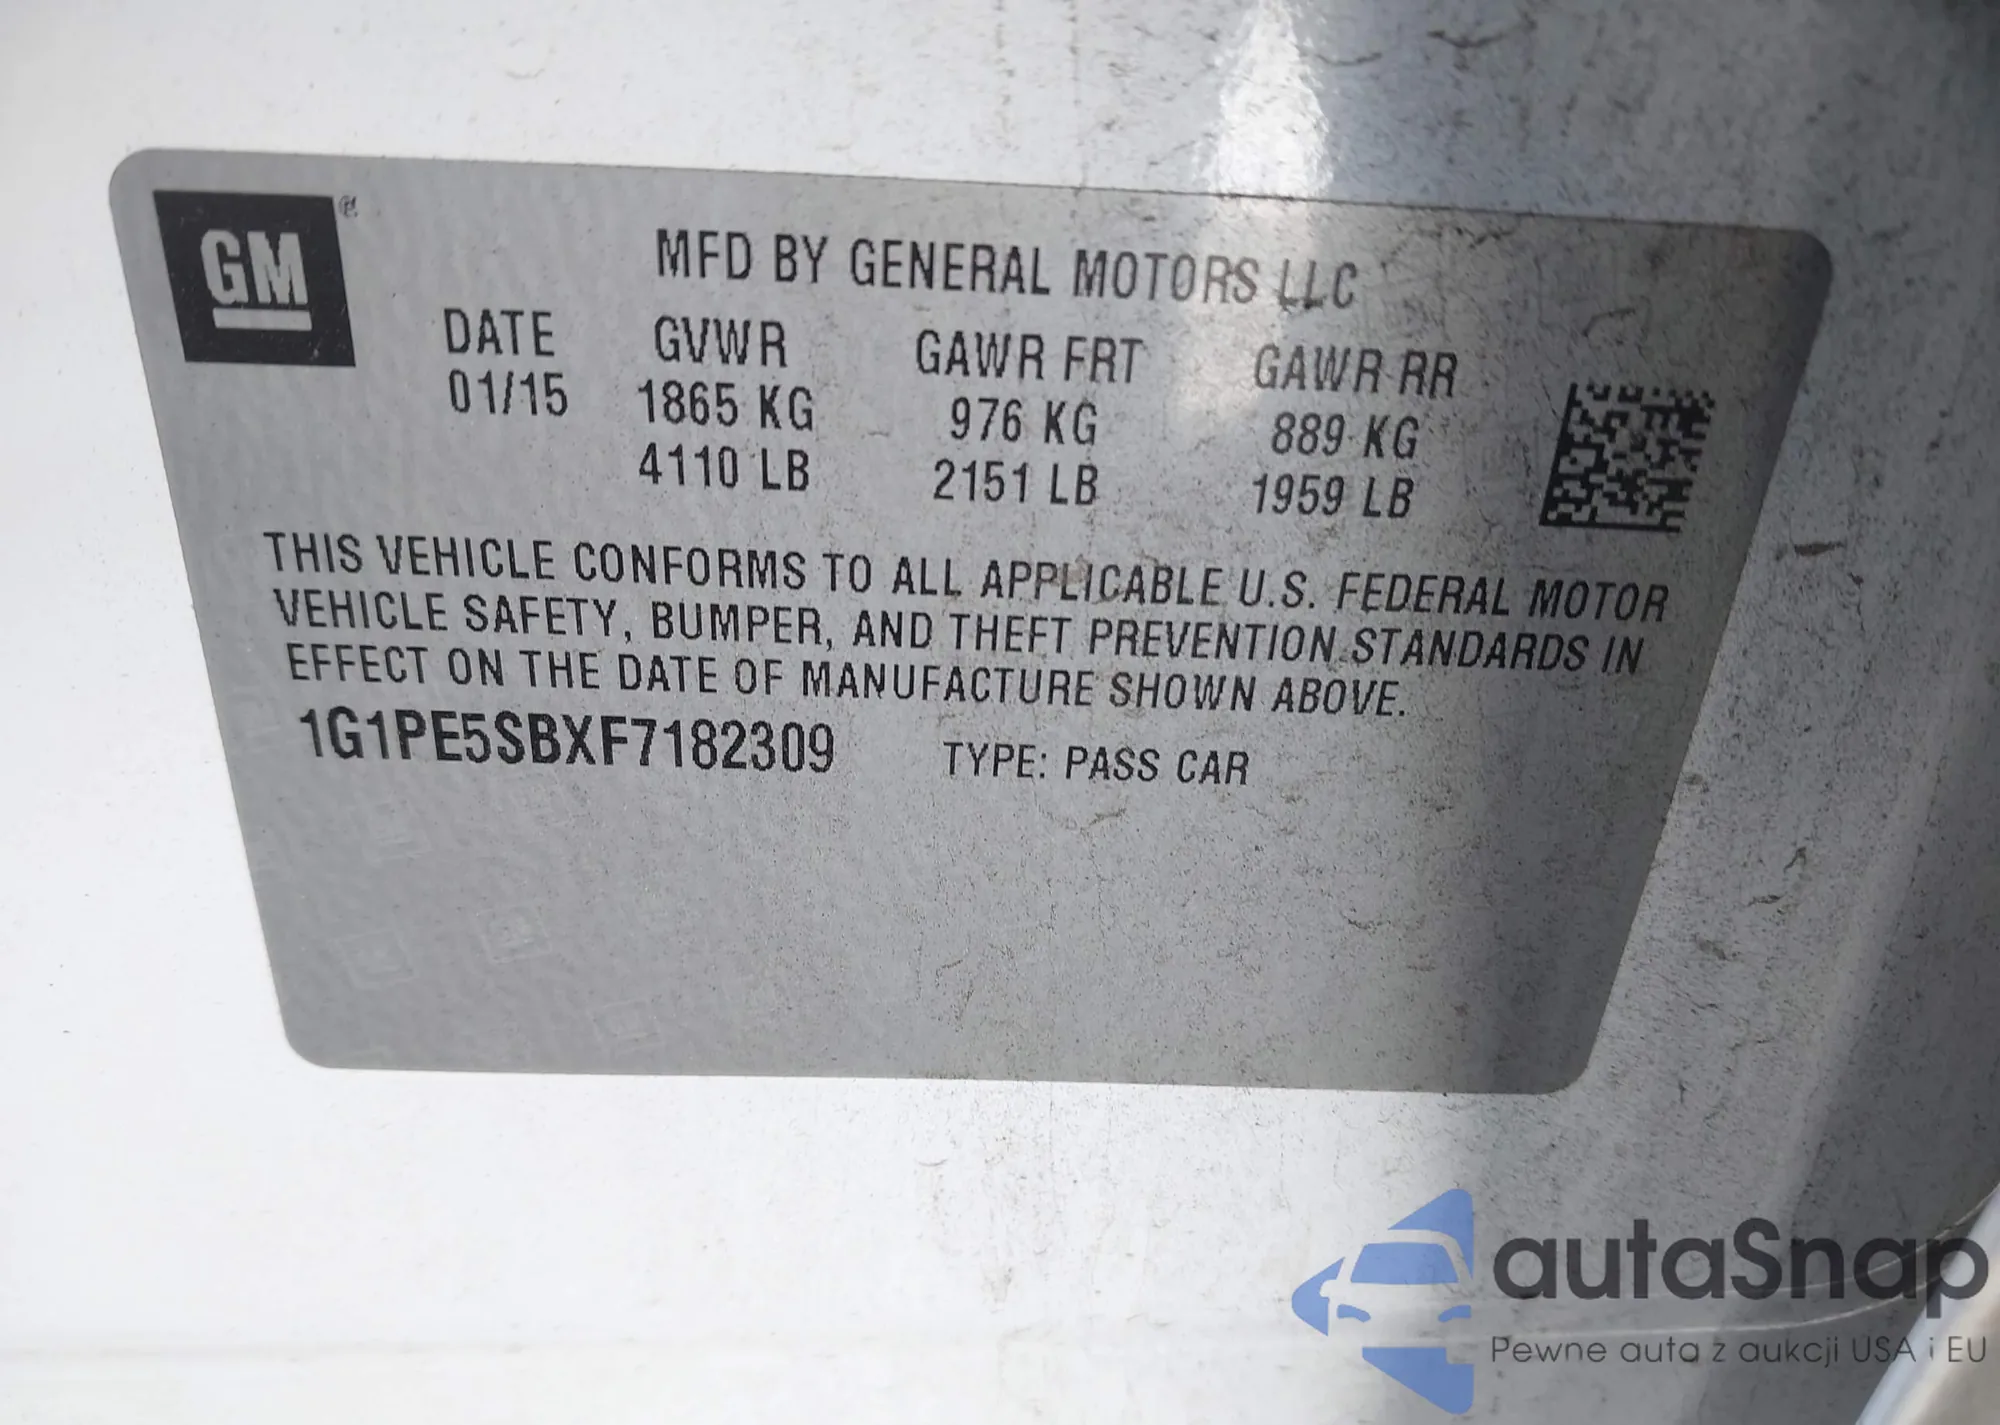 GM
MFD BY GENERAL MOTORS LLC
DATE GVWR GAWR FRT GAWR RR
01/15 1865 KG 976 KG 889 KG
4110 LB 2151 LB 1959 LB
THIS VEHICLE CONFORMS TO ALL APPLICABLE U.S. FEDERAL MOTOR
VEHICLE SAFETY, BUMPER, AND THEFT PREVENTION STANDARDS IN
EFFECT ON THE DATE OF MANUFACTURE SHOWN ABOVE.
1G1PE5SBXF7182309 TYPE: PASS CAR
autaSnap
Pewne auta z aukcji USA i EU